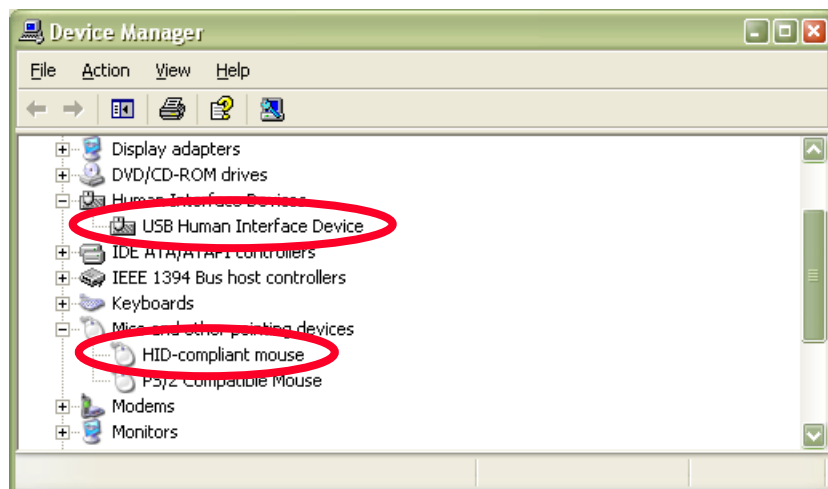 Device Manager
File Action View Help
Display adapters
DVD/CD-ROM drives
Human Interface Devices
USB Human Interface Device
IDE ATA/ATAPI controllers
IEEE 1394 Bus host controllers
Keyboards
Mice and other pointing devices
HID-compliant mouse
PS/2 Compatible Mouse
Modems
Monitors